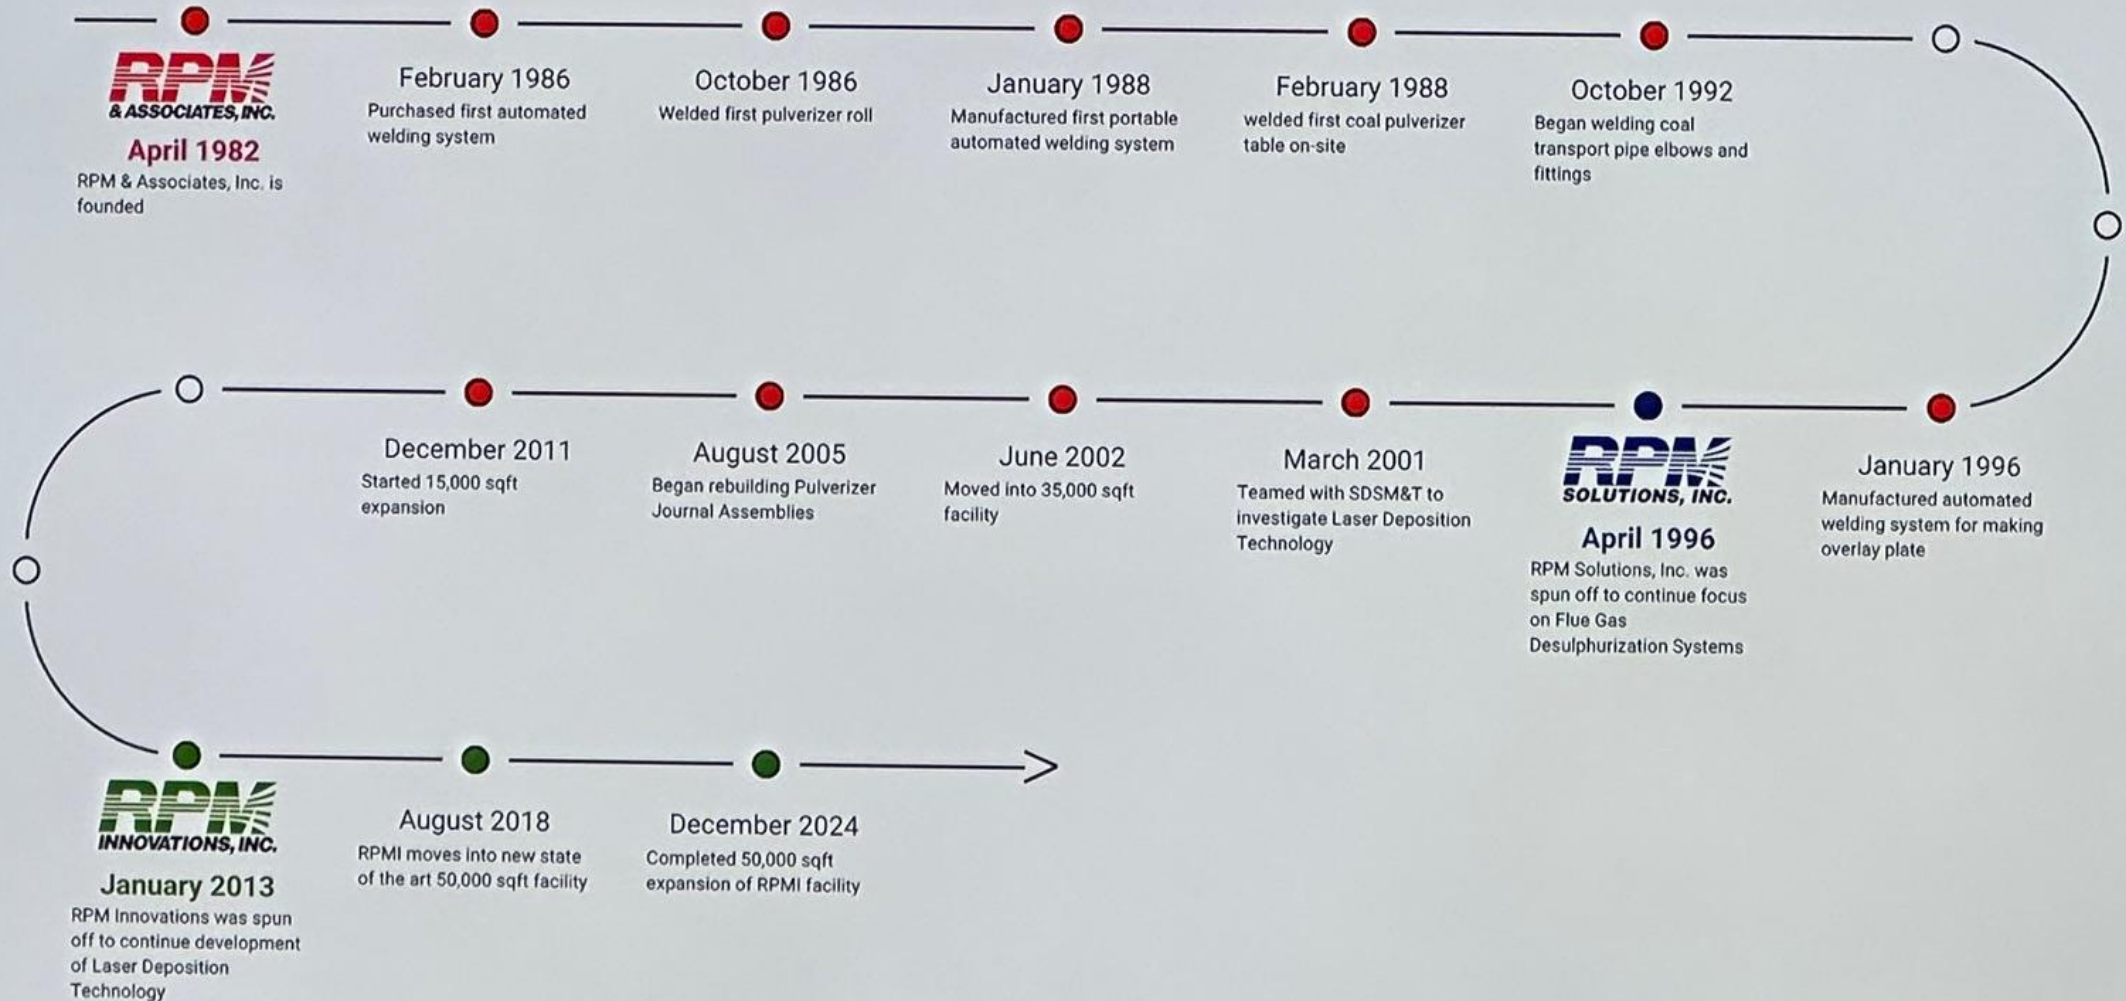 RPM
& ASSOCIATES, INC.
April 1982
RPM & Associates, Inc. is
founded
February 1986
Purchased first automated
welding system
October 1986
Welded first pulverizer roll
January 1988
Manufactured first portable
automated welding system
February 1988
welded first coal pulverizer
table on-site
October 1992
Began welding coal
transport pipe elbows and
fittings
January 1996
Manufactured automated
welding system for making
overlay plate
RPM
SOLUTIONS, INC.
April 1996
RPM Solutions, Inc. was
spun off to continue focus
on Flue Gas
Desulphurization Systems
March 2001
Teamed with SDSM&T to
investigate Laser Deposition
Technology
June 2002
Moved into 35,000 sqft
facility
August 2005
Began rebuilding Pulverizer
Journal Assemblies
December 2011
Started 15,000 sqft
expansion
RPM
INNOVATIONS, INC.
January 2013
RPM Innovations was spun
off to continue development
of Laser Deposition
Technology
August 2018
RPMI moves into new state
of the art 50,000 sqft facility
December 2024
Completed 50,000 sqft
expansion of RPMI facility